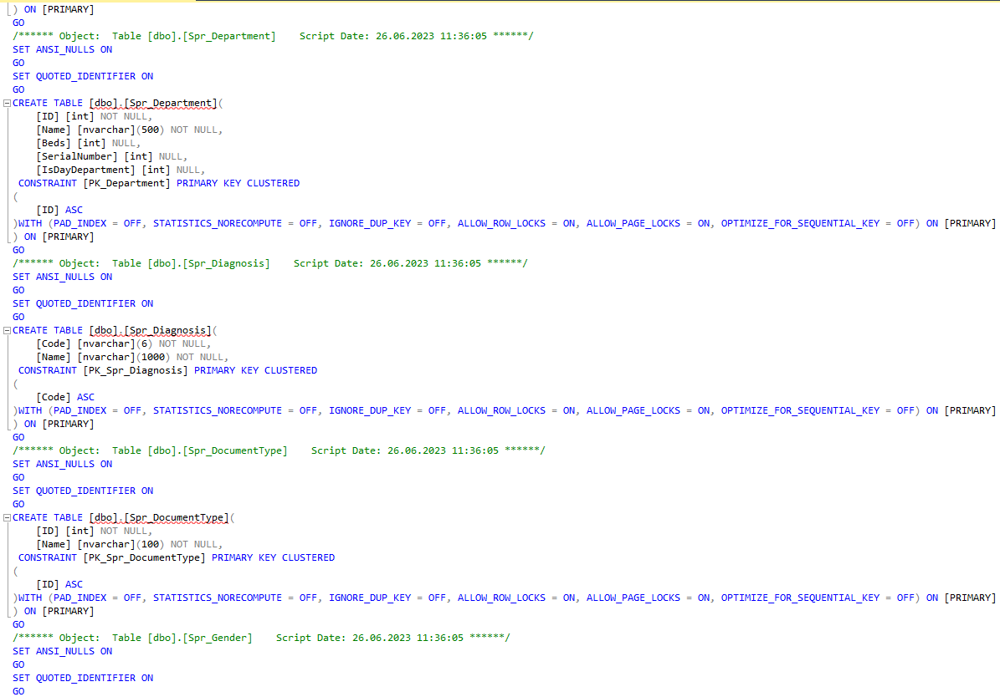 ) ON [PRIMARY]
GO
/****** Object:  Table [dbo].[Spr_Department]    Script Date: 26.06.2023 11:36:05 ******/
SET ANSI_NULLS ON
GO
SET QUOTED_IDENTIFIER ON
GO
CREATE TABLE [dbo].[Spr_Department](
    [ID] [int] NOT NULL,
    [Name] [nvarchar](500) NOT NULL,
    [Beds] [int] NULL,
    [SerialNumber] [int] NULL,
    [IsDayDepartment] [int] NULL,
 CONSTRAINT [PK_Department] PRIMARY KEY CLUSTERED
(
    [ID] ASC
)WITH (PAD_INDEX = OFF, STATISTICS_NORECOMPUTE = OFF, IGNORE_DUP_KEY = OFF, ALLOW_ROW_LOCKS = ON, ALLOW_PAGE_LOCKS = ON, OPTIMIZE_FOR_SEQUENTIAL_KEY = OFF) ON [PRIMARY]
) ON [PRIMARY]
GO
/****** Object:  Table [dbo].[Spr_Diagnosis]    Script Date: 26.06.2023 11:36:05 ******/
SET ANSI_NULLS ON
GO
SET QUOTED_IDENTIFIER ON
GO
CREATE TABLE [dbo].[Spr_Diagnosis](
    [Code] [nvarchar](6) NOT NULL,
    [Name] [nvarchar](1000) NOT NULL,
 CONSTRAINT [PK_Spr_Diagnosis] PRIMARY KEY CLUSTERED
(
    [Code] ASC
)WITH (PAD_INDEX = OFF, STATISTICS_NORECOMPUTE = OFF, IGNORE_DUP_KEY = OFF, ALLOW_ROW_LOCKS = ON, ALLOW_PAGE_LOCKS = ON, OPTIMIZE_FOR_SEQUENTIAL_KEY = OFF) ON [PRIMARY]
) ON [PRIMARY]
GO
/****** Object:  Table [dbo].[Spr_DocumentType]    Script Date: 26.06.2023 11:36:05 ******/
SET ANSI_NULLS ON
GO
SET QUOTED_IDENTIFIER ON
GO
CREATE TABLE [dbo].[Spr_DocumentType](
    [ID] [int] NOT NULL,
    [Name] [nvarchar](100) NOT NULL,
 CONSTRAINT [PK_Spr_DocumentType] PRIMARY KEY CLUSTERED
(
    [ID] ASC
)WITH (PAD_INDEX = OFF, STATISTICS_NORECOMPUTE = OFF, IGNORE_DUP_KEY = OFF, ALLOW_ROW_LOCKS = ON, ALLOW_PAGE_LOCKS = ON, OPTIMIZE_FOR_SEQUENTIAL_KEY = OFF) ON [PRIMARY]
) ON [PRIMARY]
GO
/****** Object:  Table [dbo].[Spr_Gender]    Script Date: 26.06.2023 11:36:05 ******/
SET ANSI_NULLS ON
GO
SET QUOTED_IDENTIFIER ON
GO